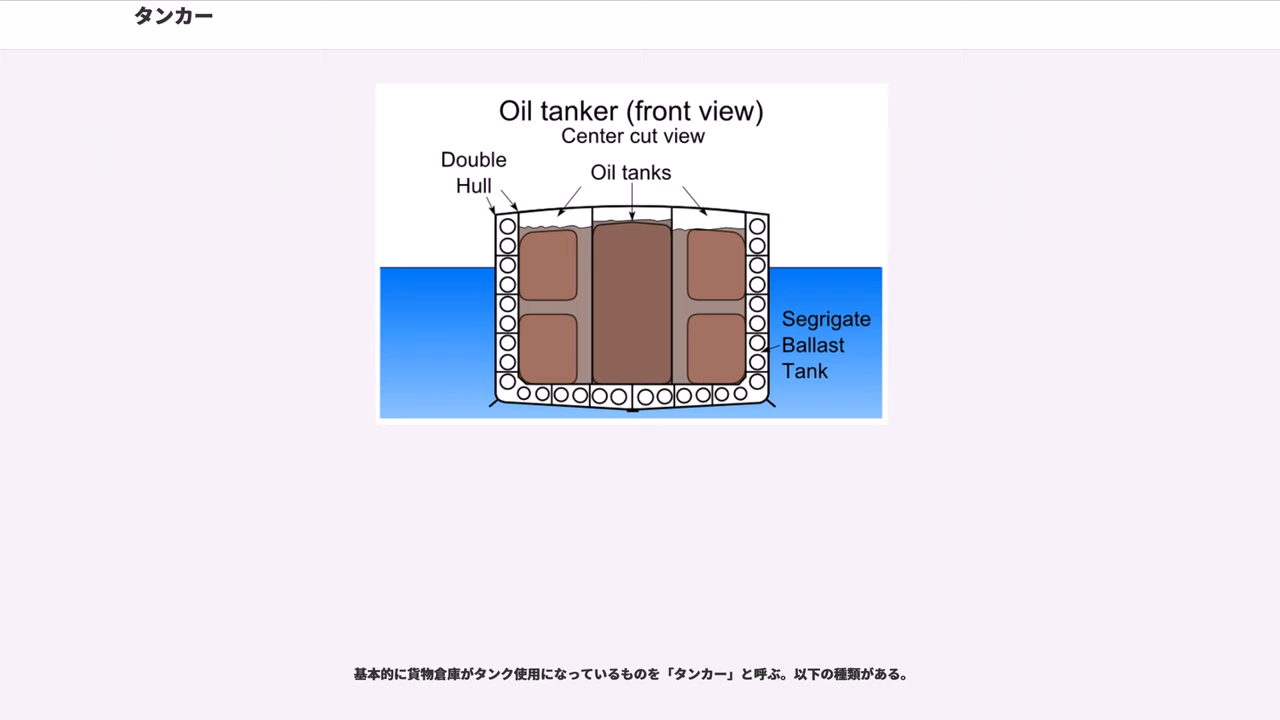 タンカー
Oil tanker (front view)
Center cut view
Double
Hull
Oil tanks
Segrigate
Ballast
Tank
基本的に貨物倉庫がタンク使用になっているものを「タンカー」と呼ぶ。以下の種類がある。